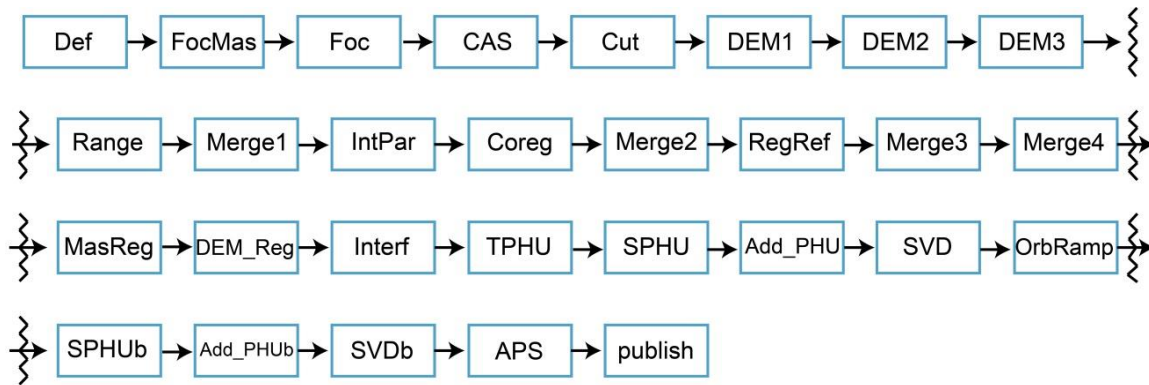 Def FocMas Foc CAS Cut DEM1 DEM2 DEM3
Range Merge1 IntPar Coreg Merge2 RegRef Merge3 Merge4
MasReg DEM_Reg Interf TPHU SPHU Add_PHU SVD OrbRamp
SPHUb Add_PHUb SVDb APS publish